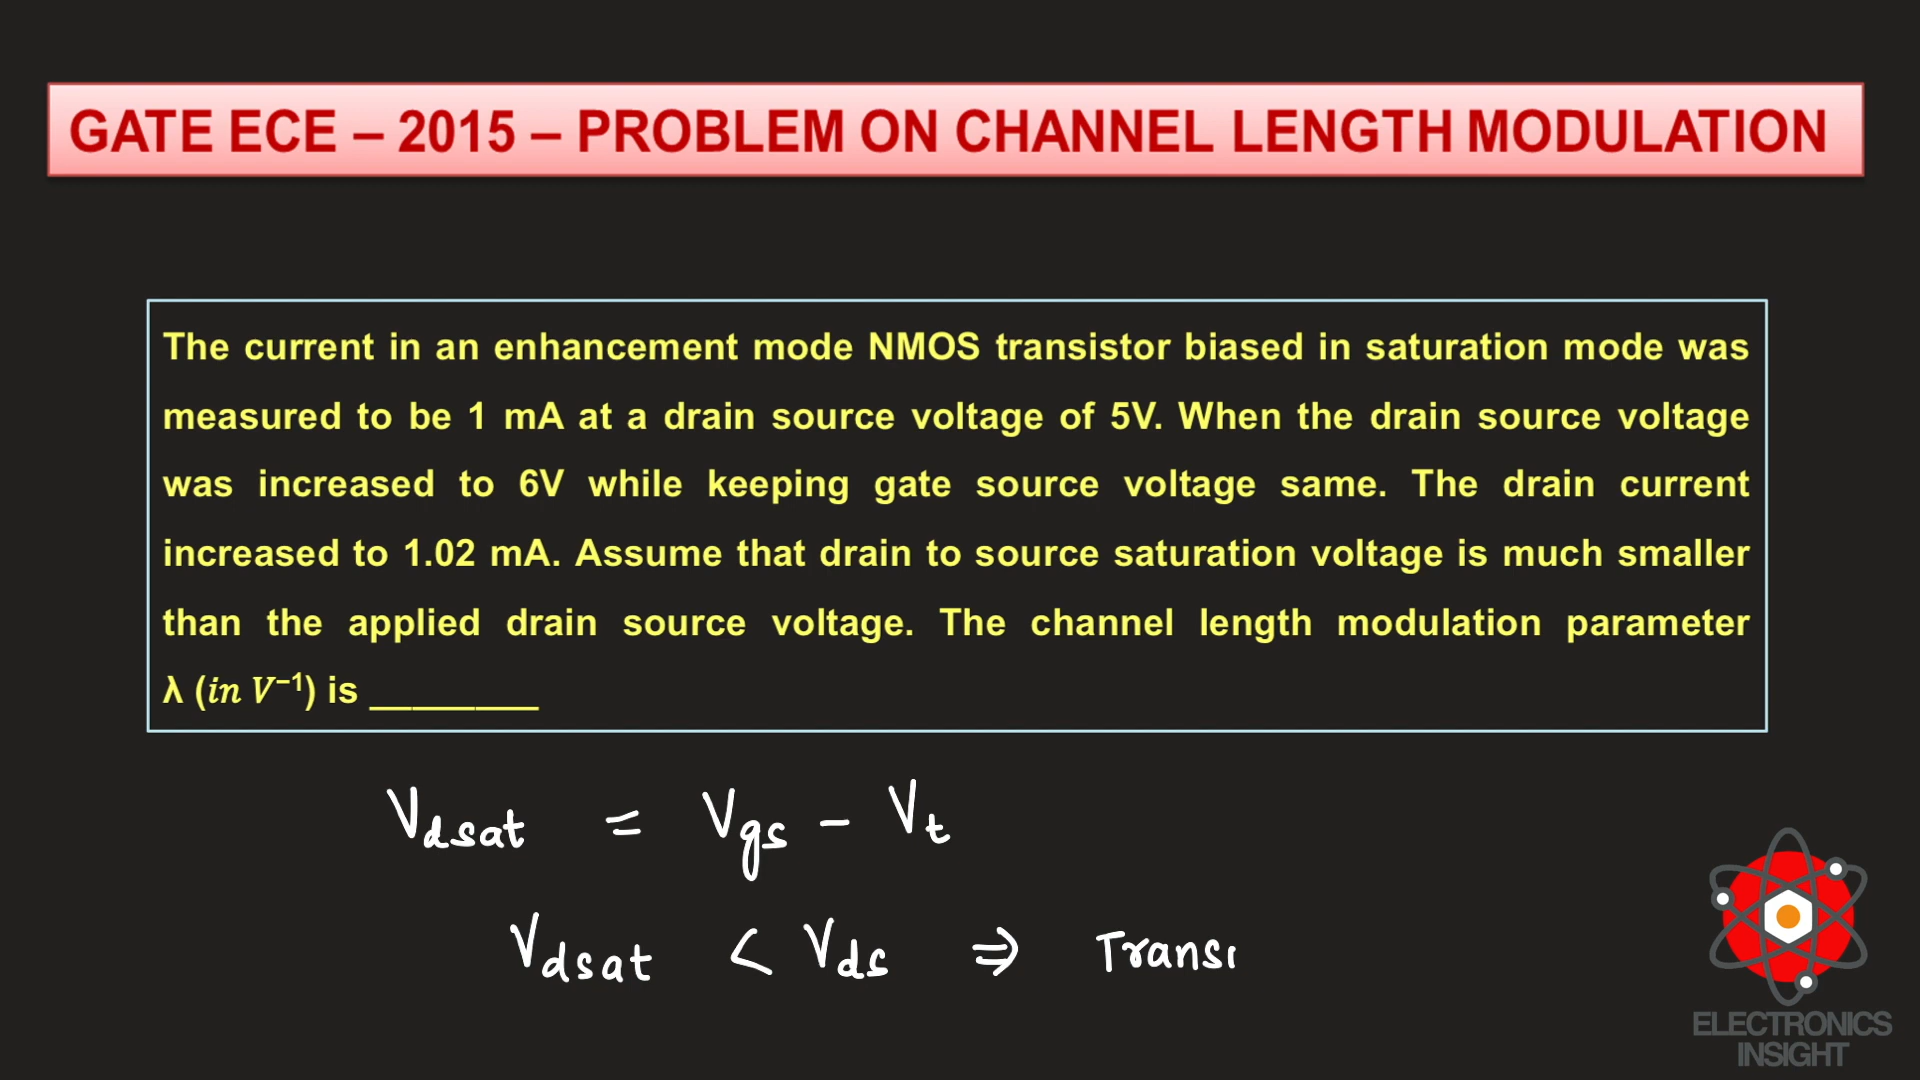 GATE ECE – 2015 – PROBLEM ON CHANNEL LENGTH MODULATION
The current in an enhancement mode NMOS transistor biased in saturation mode was
measured to be 1 mA at a drain source voltage of 5V. When the drain source voltage
was increased to 6V while keeping gate source voltage same. The drain current
increased to 1.02 mA. Assume that drain to source saturation voltage is much smaller
than the applied drain source voltage. The channel length modulation parameter
λ (in V⁻¹) is ________
Vdsat = Vgs - Vt
Vdsat < Vds ⇒ Transi
ELECTRONICS
INSIGHT